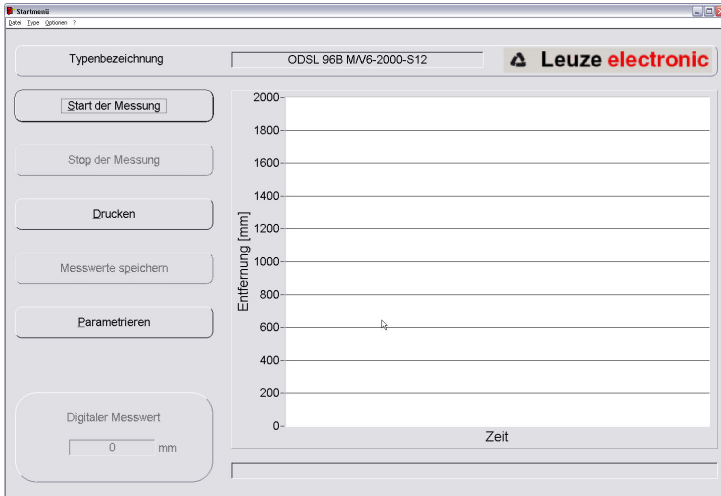 Startmenü
Datei Type Optionen ?
Typenbezeichnung
ODSL 96B M/V6-2000-S12
Leuze electronic
Start der Messung
Stop der Messung
Drucken
Messwerte speichern
Parametrieren
Digitaler Messwert
0 mm
Entfernung [mm]
2000
1800
1600
1400
1200
1000
800
600
400
200
0
Zeit